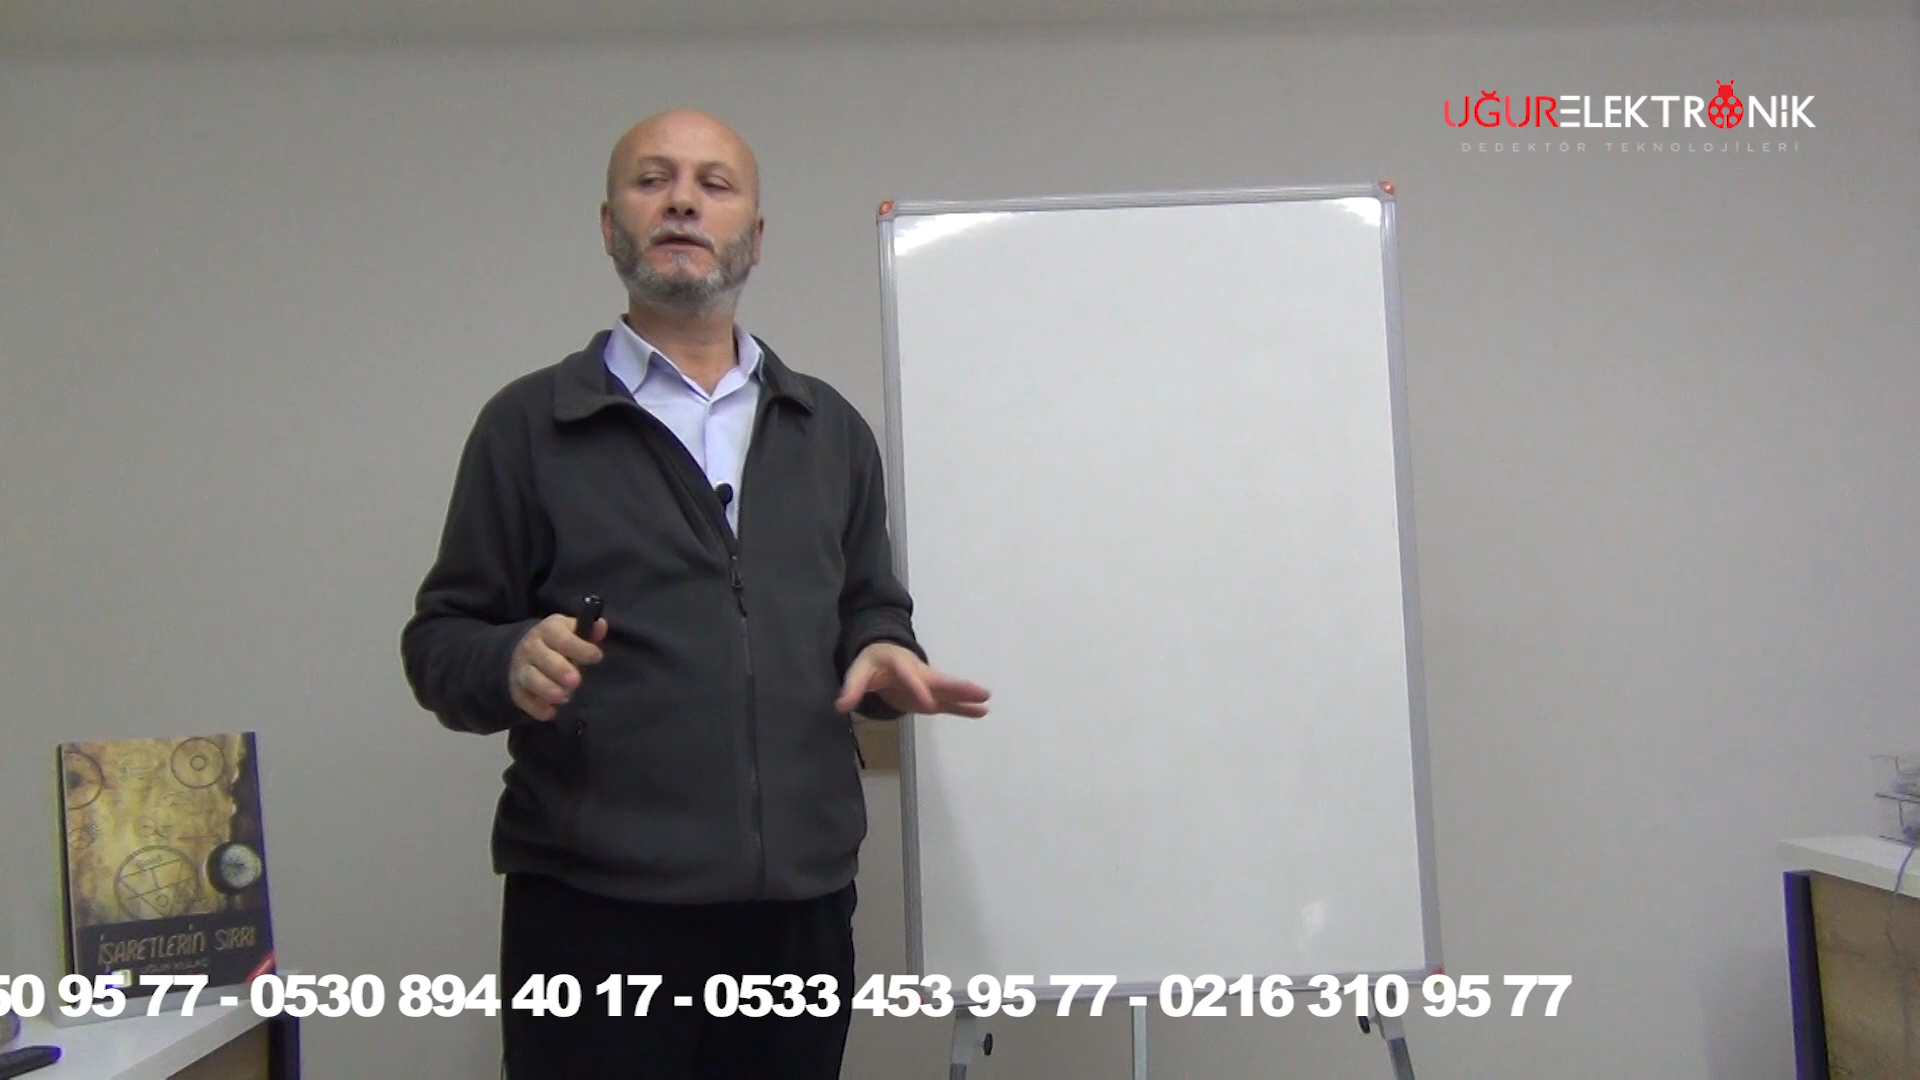 UĞURELEKTRONİK
DEDEKTÖR TEKNOLOJİLERİ
İŞARETLERİN SIRRI
50 95 77 - 0530 894 40 17 - 0533 453 95 77 - 0216 310 95 77